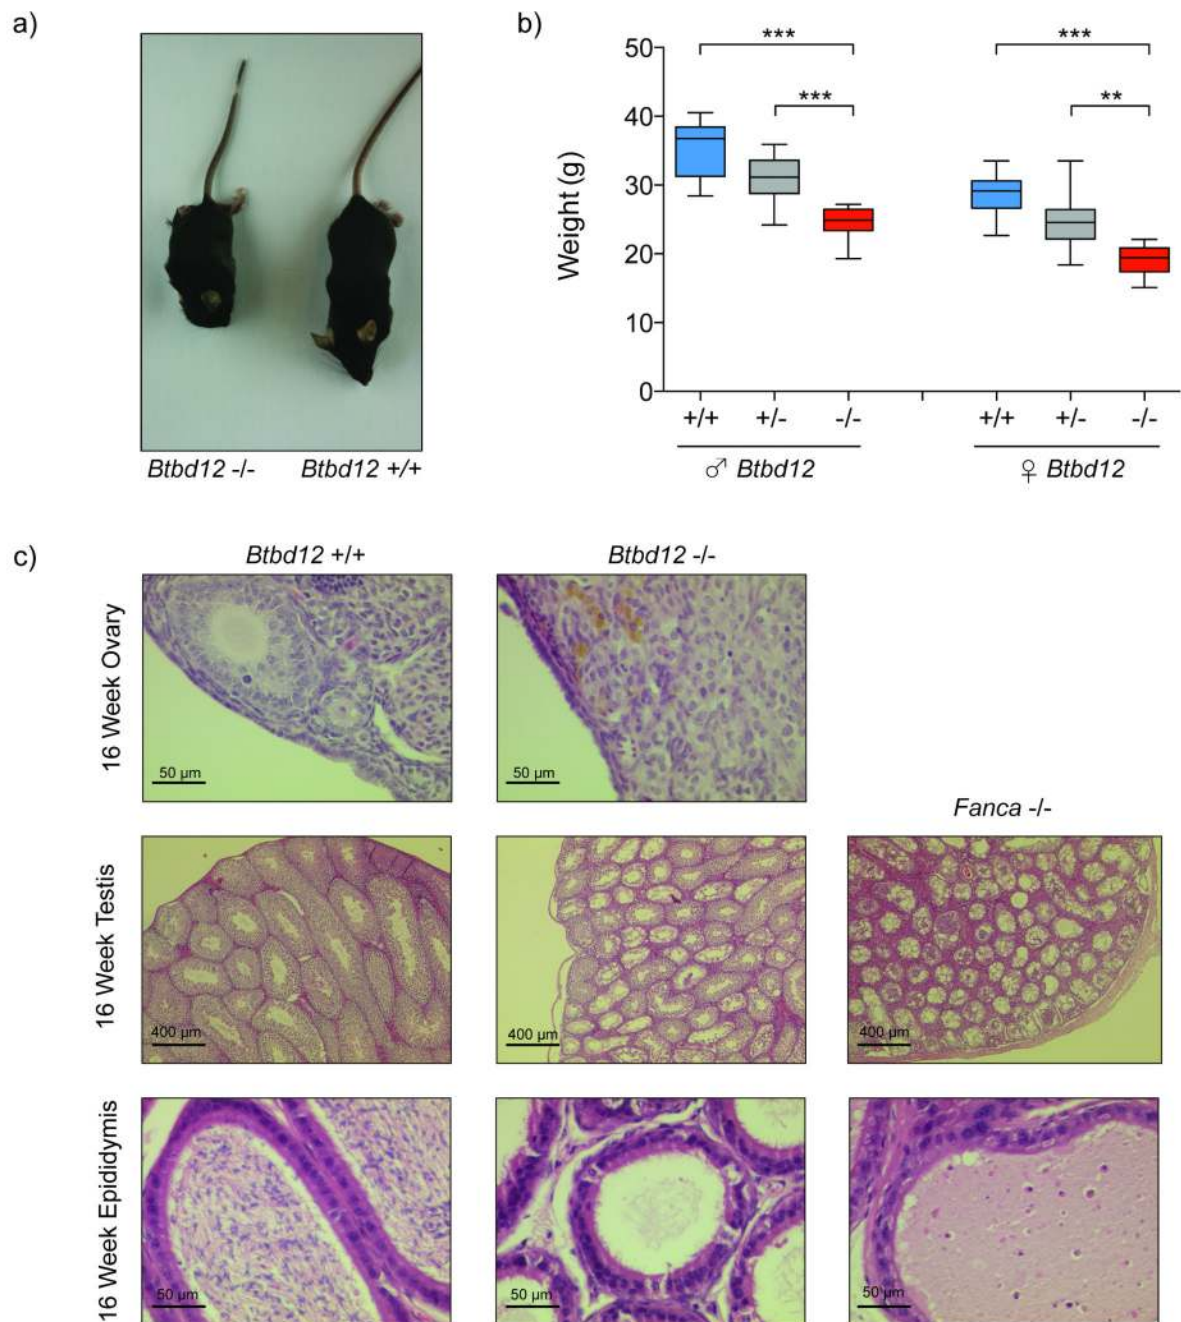 a)
Btbd12 -/- Btbd12 +/+
b)
Weight (g)
50
40
30
20
10
0
*** ***
*** **
+/+ +/- -/- +/+ +/- -/-
♂ Btbd12 ♀ Btbd12
c)
Btbd12 +/+ Btbd12 -/-
16 Week Ovary
50 µm 50 µm
Fanca -/-
16 Week Testis
400 µm 400 µm 400 µm
16 Week Epididymis
50 µm 50 µm 50 µm